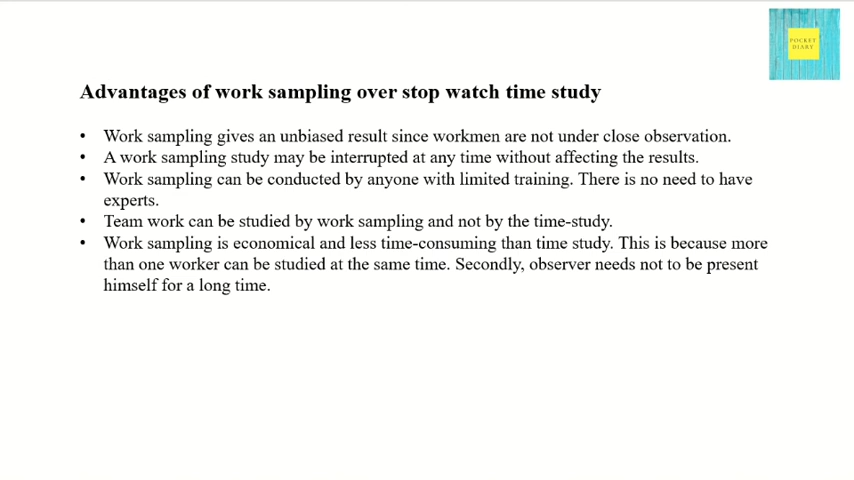 POCKET
DIARY
Advantages of work sampling over stop watch time study
• Work sampling gives an unbiased result since workmen are not under close observation.
• A work sampling study may be interrupted at any time without affecting the results.
• Work sampling can be conducted by anyone with limited training. There is no need to have
experts.
• Team work can be studied by work sampling and not by the time-study.
• Work sampling is economical and less time-consuming than time study. This is because more
than one worker can be studied at the same time. Secondly, observer needs not to be present
himself for a long time.